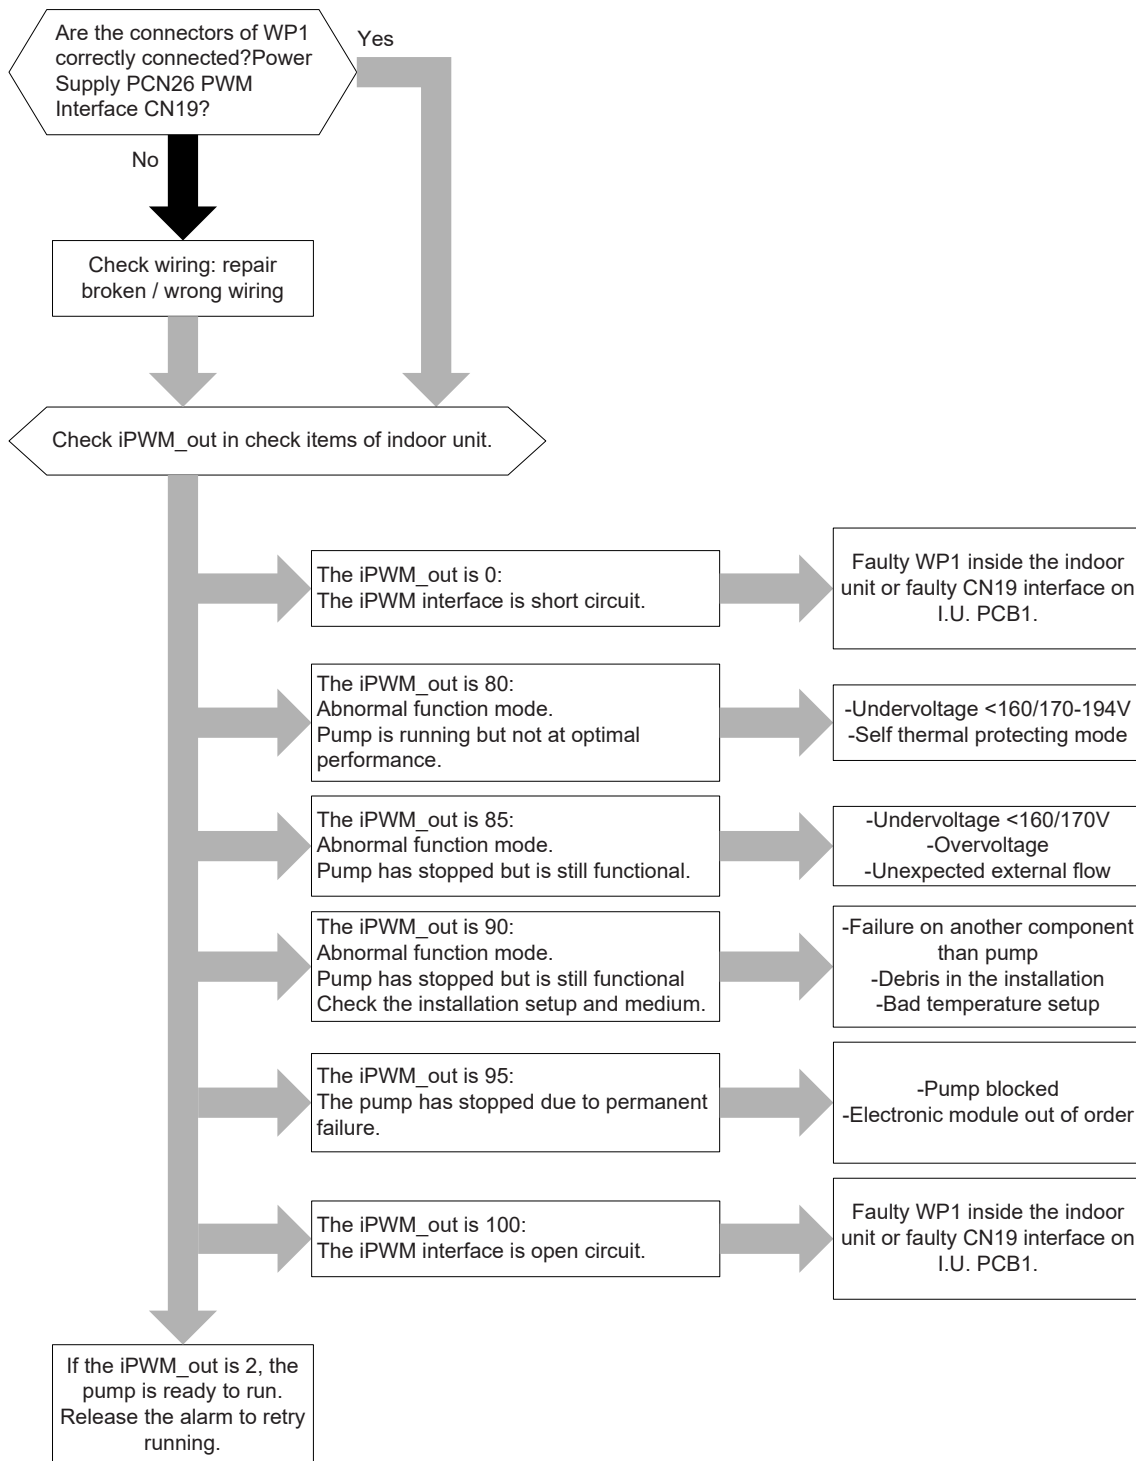 Are the connectors of WP1
correctly connected?Power
Supply PCN26 PWM
Interface CN19?
Yes
No
Check wiring: repair
broken / wrong wiring
Check iPWM_out in check items of indoor unit.
The iPWM_out is 0:
The iPWM interface is short circuit.
Faulty WP1 inside the indoor
unit or faulty CN19 interface on
I.U. PCB1.
The iPWM_out is 80:
Abnormal function mode.
Pump is running but not at optimal
performance.
-Undervoltage <160/170-194V
-Self thermal protecting mode
The iPWM_out is 85:
Abnormal function mode.
Pump has stopped but is still functional.
-Undervoltage <160/170V
-Overvoltage
-Unexpected external flow
The iPWM_out is 90:
Abnormal function mode.
Pump has stopped but is still functional
Check the installation setup and medium.
-Failure on another component
than pump
-Debris in the installation
-Bad temperature setup
The iPWM_out is 95:
The pump has stopped due to permanent
failure.
-Pump blocked
-Electronic module out of order
The iPWM_out is 100:
The iPWM interface is open circuit.
Faulty WP1 inside the indoor
unit or faulty CN19 interface on
I.U. PCB1.
If the iPWM_out is 2, the
pump is ready to run.
Release the alarm to retry
running.